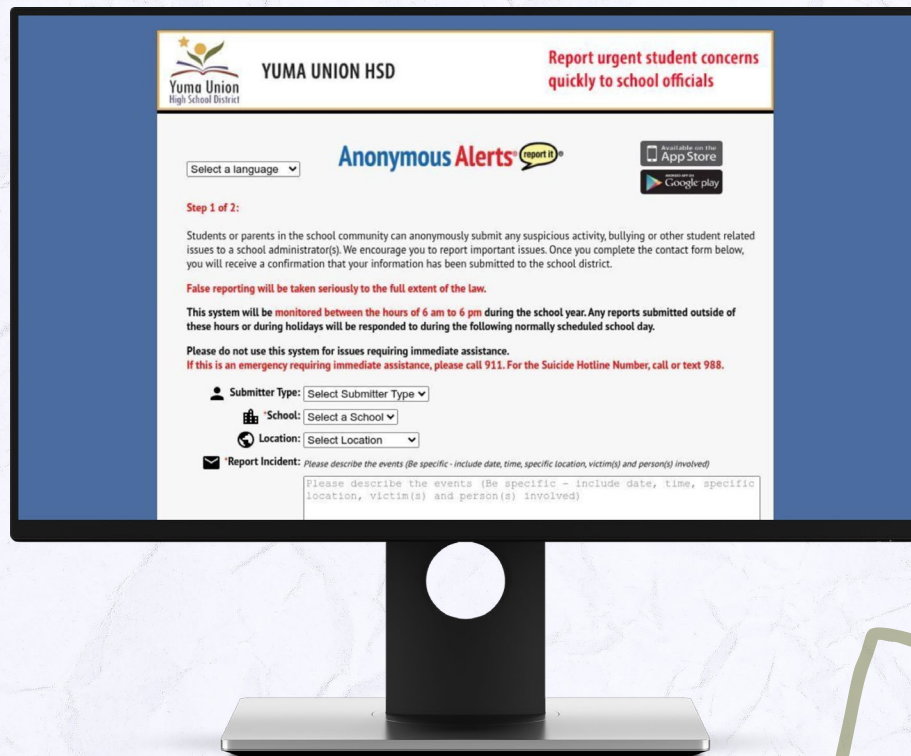 Yuma Union
High School District
YUMA UNION HSD
Report urgent student concerns
quickly to school officials
Select a language
Anonymous Alerts® report it!®
Available on the
App Store
ANDROID APP ON
Google play
Step 1 of 2:
Students or parents in the school community can anonymously submit any suspicious activity, bullying or other student related
issues to a school administrator(s). We encourage you to report important issues. Once you complete the contact form below,
you will receive a confirmation that your information has been submitted to the school district.
False reporting will be taken seriously to the full extent of the law.
This system will be monitored between the hours of 6 am to 6 pm during the school year. Any reports submitted outside of
these hours or during holidays will be responded to during the following normally scheduled school day.
Please do not use this system for issues requiring immediate assistance.
If this is an emergency requiring immediate assistance, please call 911. For the Suicide Hotline Number, call or text 988.
Submitter Type: Select Submitter Type
*School: Select a School
Location: Select Location
*Report Incident: Please describe the events (Be specific - include date, time, specific location, victim(s) and person(s) involved)
Please describe the events (Be specific - include date, time, specific
location, victim(s) and person(s) involved)